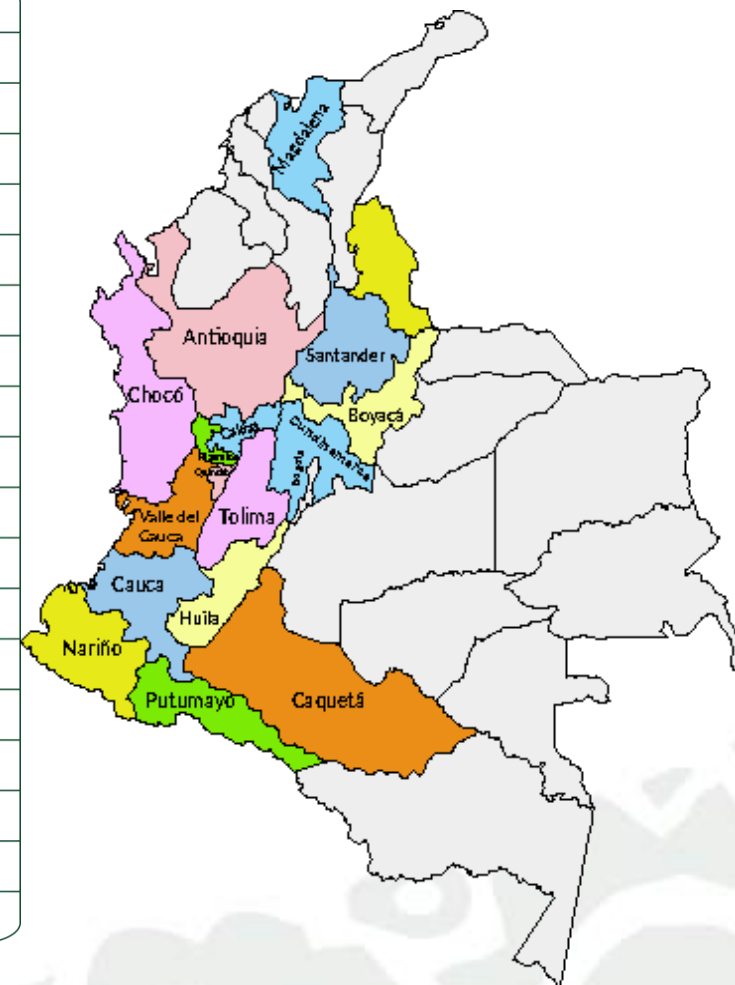 Magdalena
Antioquia
Santander
Chocó
Boyacá
Caldas
Cundinamarca
Risaralda
Quindío
Bogotá
Tolima
Valle del
Cauca
Cauca
Huila
Nariño
Putumayo
Caquetá